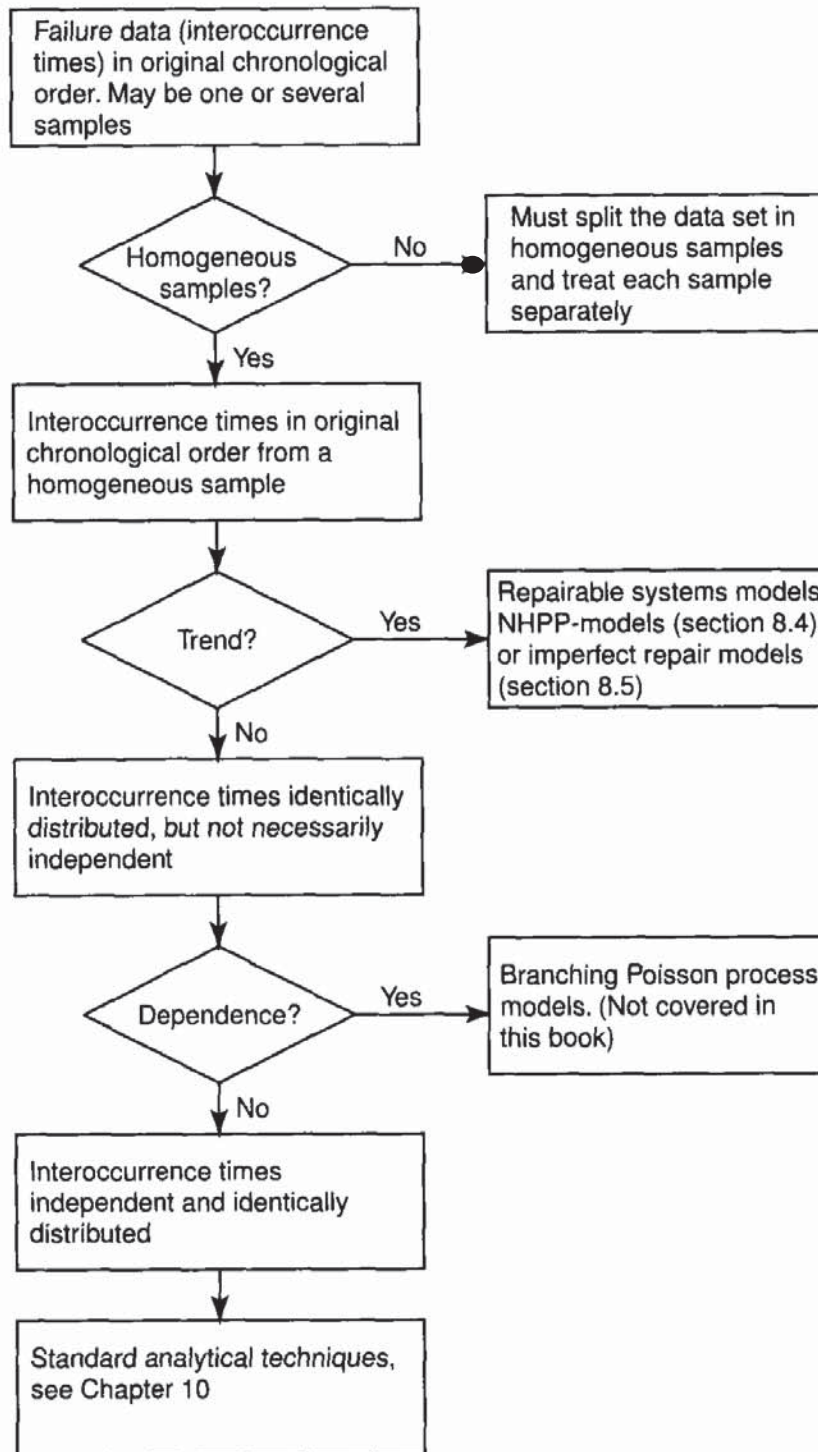 Failure data (interoccurrence
times) in original chronological
order. May be one or several
samples
Homogeneous
samples?
No
Must split the data set in
homogeneous samples
and treat each sample
separately
Yes
Interoccurrence times in original
chronological order from a
homogeneous sample
Trend?
Yes
Repairable systems models
NHPP-models (section 8.4)
or imperfect repair models
(section 8.5)
No
Interoccurrence times identically
distributed, but not necessarily
independent
Dependence?
Yes
Branching Poisson process
models. (Not covered in
this book)
No
Interoccurrence times
independent and identically
distributed
Standard analytical techniques,
see Chapter 10